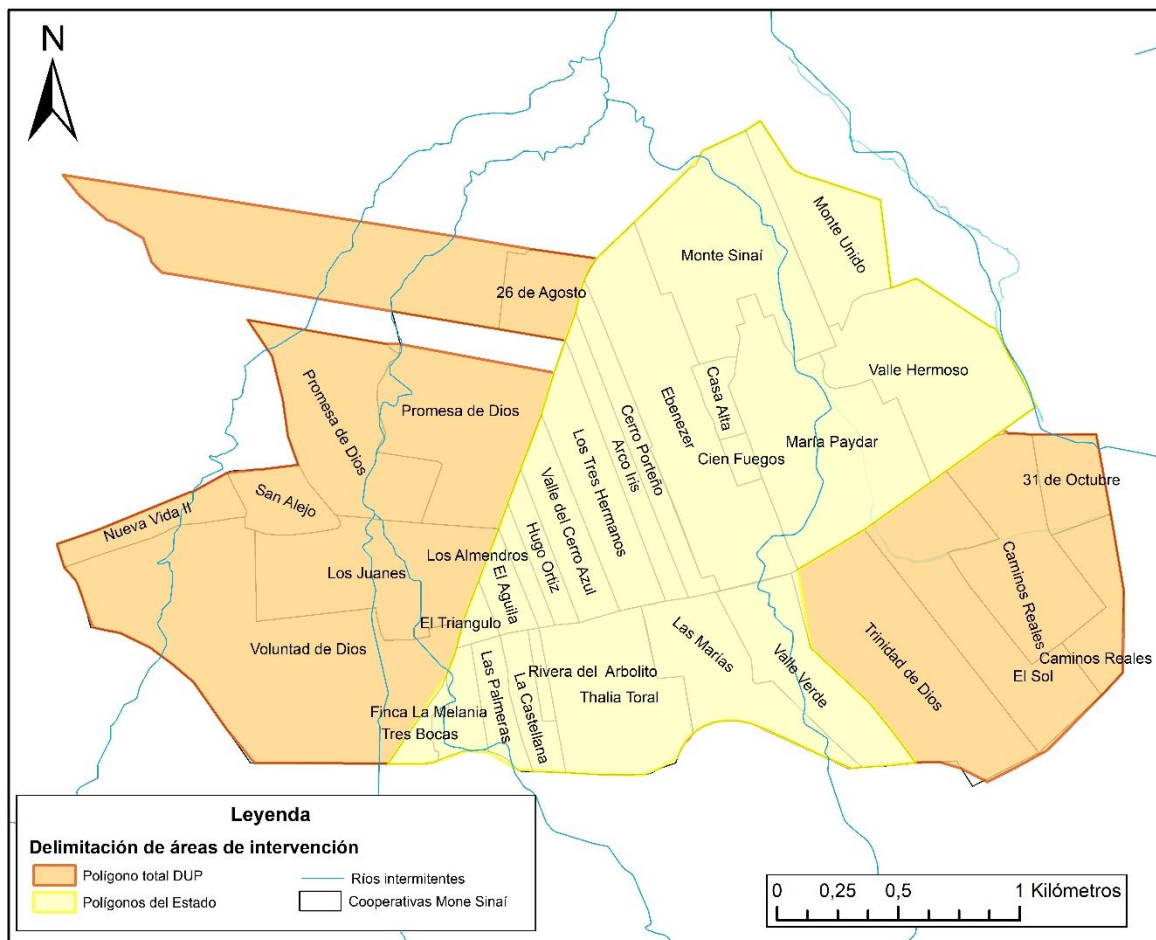 N
Monte Unido
Monte Sinaí
26 de Agosto
Valle Hermoso
Casa Alta
Promesa de Dios
Promesa de Dios
Ebenezer
Cerro Porteño
Arco Iris
María Paydar
Cien Fuegos
Los Tres Hermanos
31 de Octubre
San Alejo
Nueva Vida II
Valle del Cerro Azul
Hugo Ortiz
Los Almendros
El Aguila
Los Juanes
Caminos Reales
El Triangulo
Voluntad de Dios
Las Marias
Trinidad de Dios
Caminos Reales
Rivera del Arbolito
El Sol
Valle Verde
Las Palmeras
La Castellana
Thalia Toral
Finca La Melania
Tres Bocas
Leyenda
Delimitación de áreas de intervención
Polígono total DUP
Ríos intermitentes
Polígonos del Estado
Cooperativas Mone Sinaí
0 0,25 0,5 1 Kilómetros